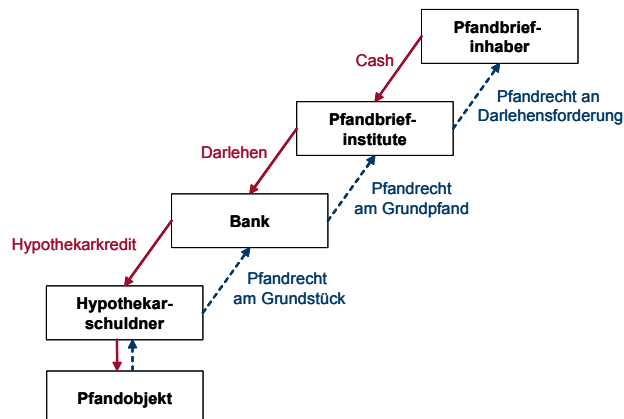 Pfandbrief-
inhaber
Cash
Pfandrecht an
Darlehensforderung
Pfandbrief-
institute
Darlehen
Pfandrecht
am Grundpfand
Bank
Hypothekarkredit
Pfandrecht
am Grundstück
Hypothekar-
schuldner
Pfandobjekt